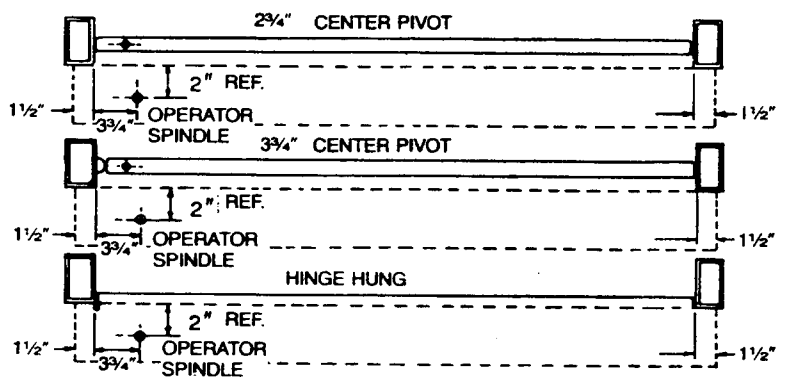 2¾" CENTER PIVOT
2" REF.
1½" 3¾" OPERATOR 1½"
SPINDLE
3¾" CENTER PIVOT
2" REF.
1½" 3¾" OPERATOR 1½"
SPINDLE
HINGE HUNG
2" REF.
1½" 3¾" OPERATOR 1½"
SPINDLE